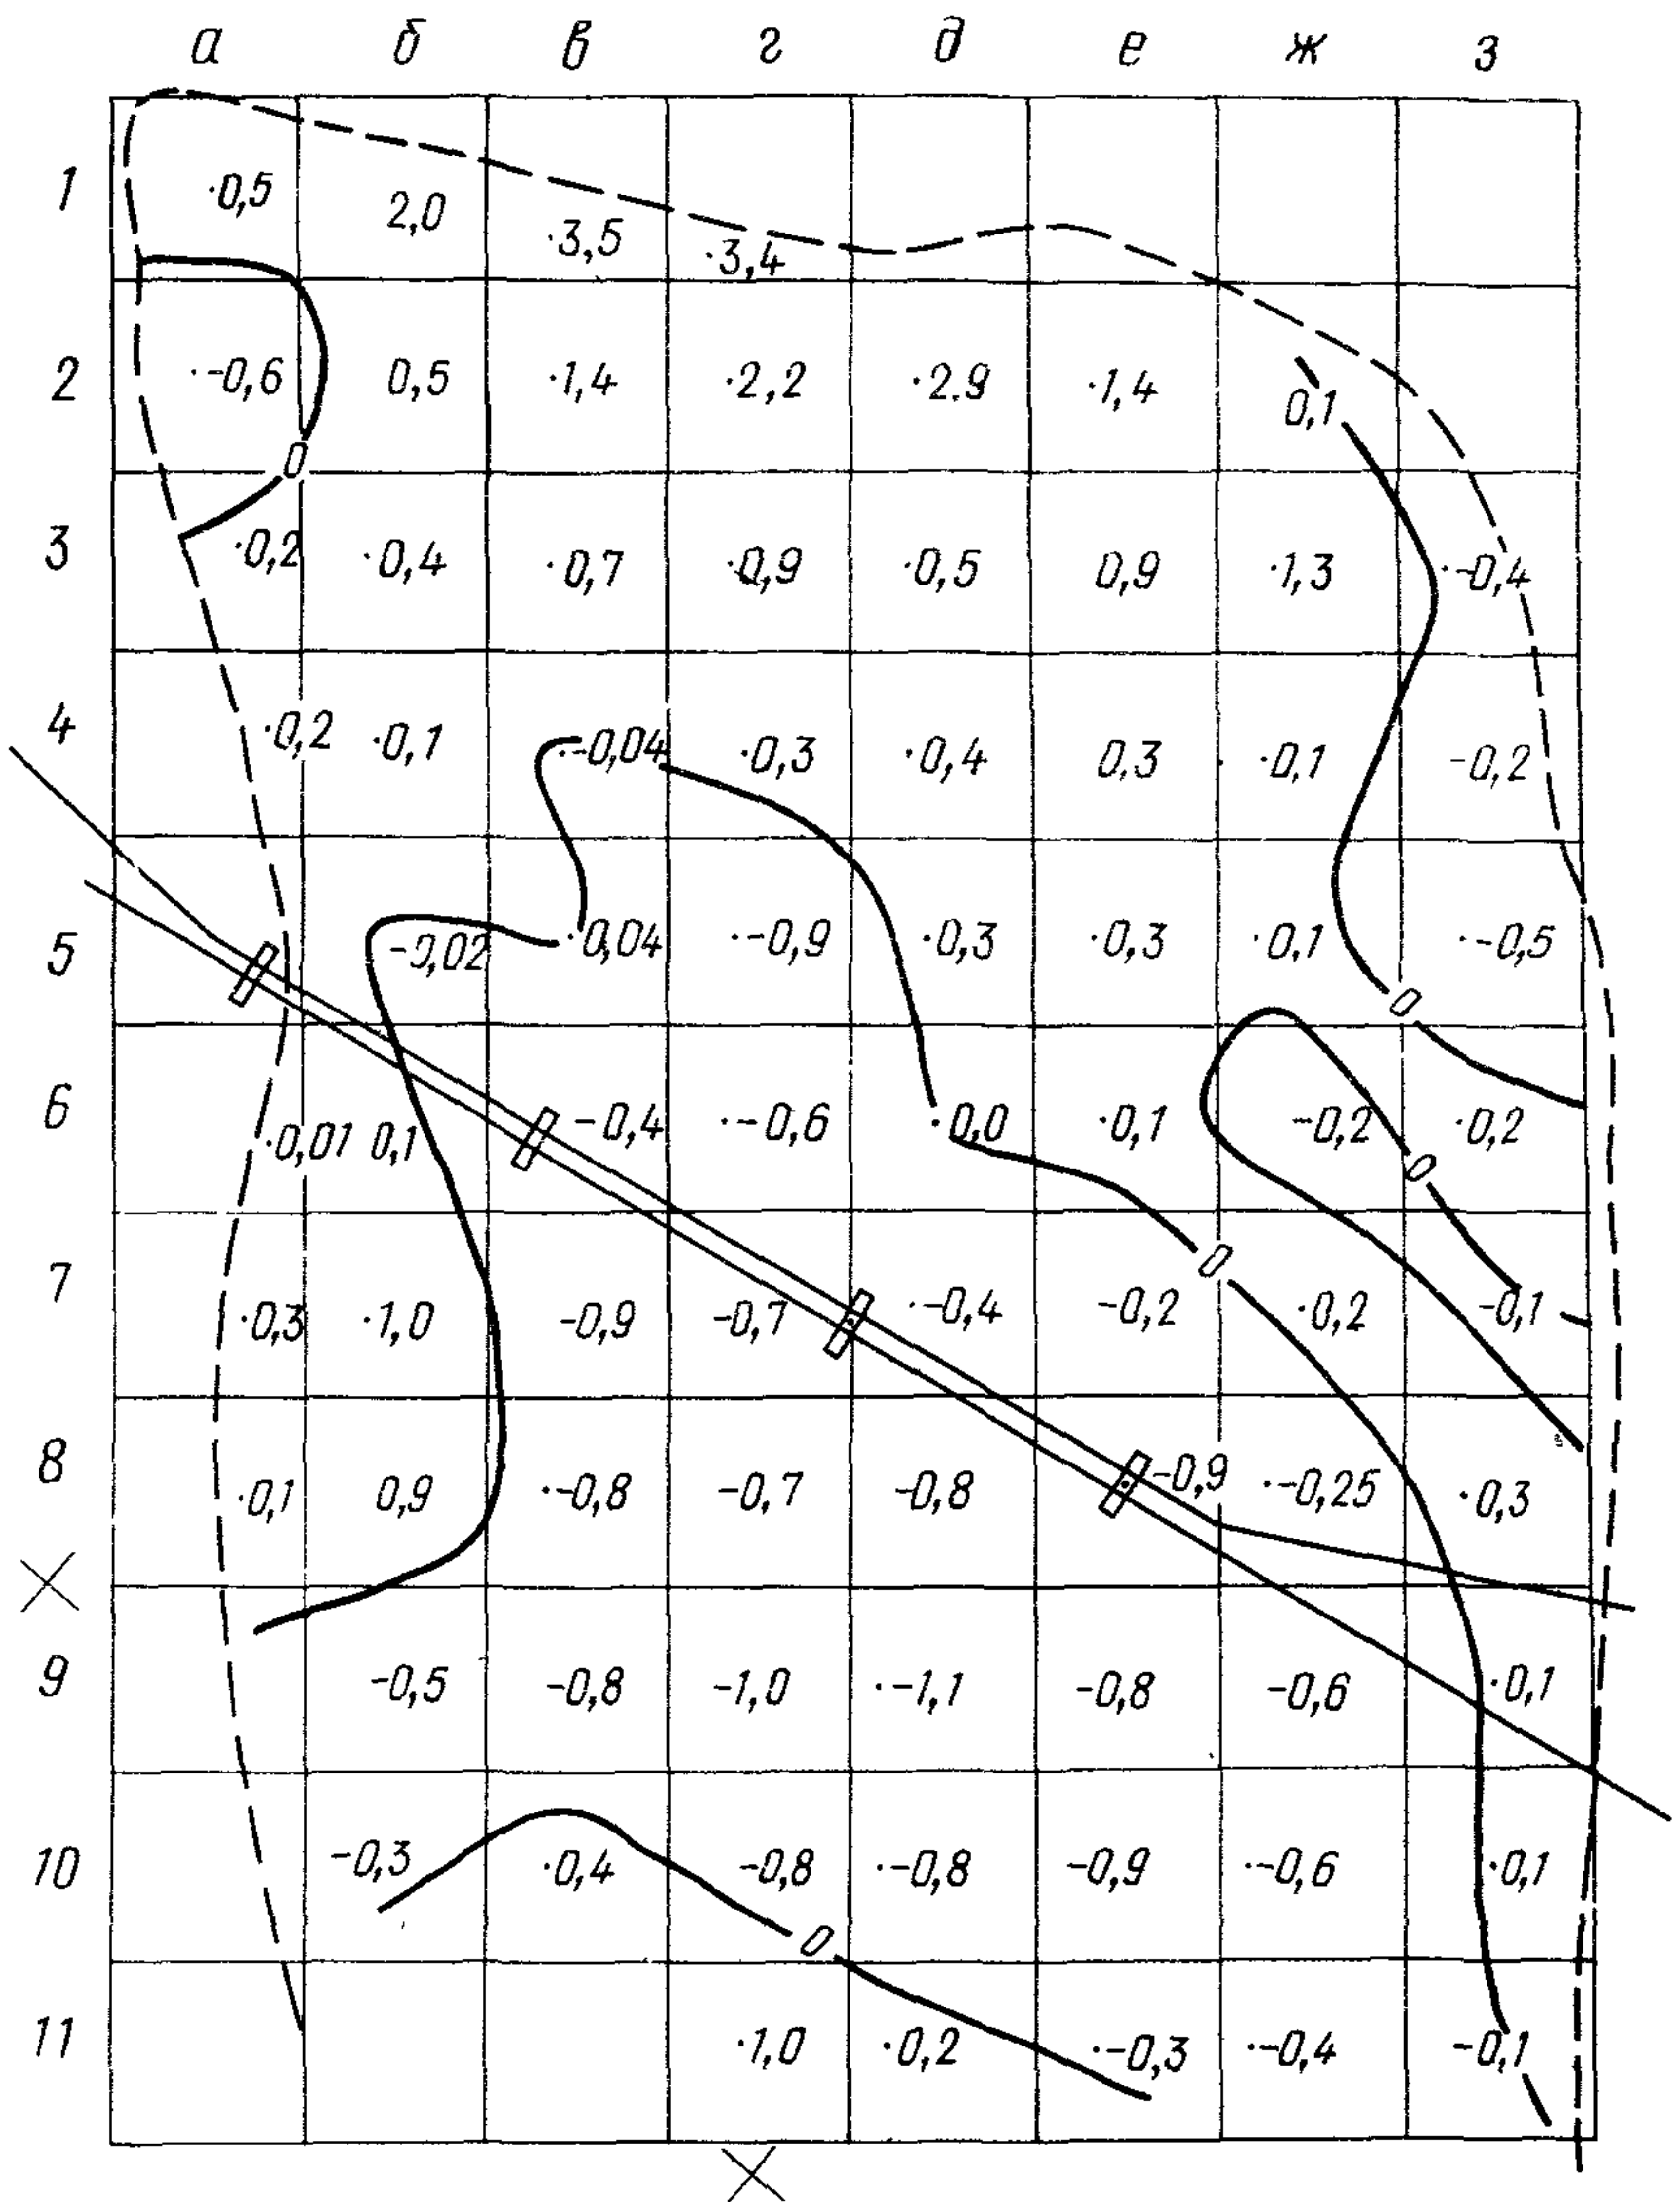 а б в г д е ж з
1 ·0,5 2,0 ·3,5 ·3,4
2 ·-0,6 0,5 ·1,4 ·2,2 ·2.9 ·1,4 0,1
0
3 ·0,2 ·0,4 ·0,7 ·0,9 ·0,5 0,9 ·1,3 ·-0,4
4 ·0,2 ·0,1 ·-0,04 ·0,3 ·0,4 0,3 ·0,1 -0,2
5 -0,02 ·0,04 ·-0,9 ·0,3 ·0,3 ·0,1 ·-0,5
0
6 ·0,01 0,1 -0,4 ·-0,6 ·0,0 ·0,1 -0,2 ·0,2
0
0
7 ·0,3 ·1,0 -0,9 -0,7 ·-0,4 -0,2 ·0,2 -0,1
8 ·0,1 0,9 ·-0,8 -0,7 -0,8 -0,9 ·-0,25 ·0,3
9 -0,5 -0,8 -1,0 ·-1,1 -0,8 -0,6 ·0,1
10 -0,3 ·0,4 -0,8 ·-0,8 -0,9 ·-0,6 ·0,1
0
11 ·1,0 ·0,2 ·-0,3 ·-0,4 -0,1